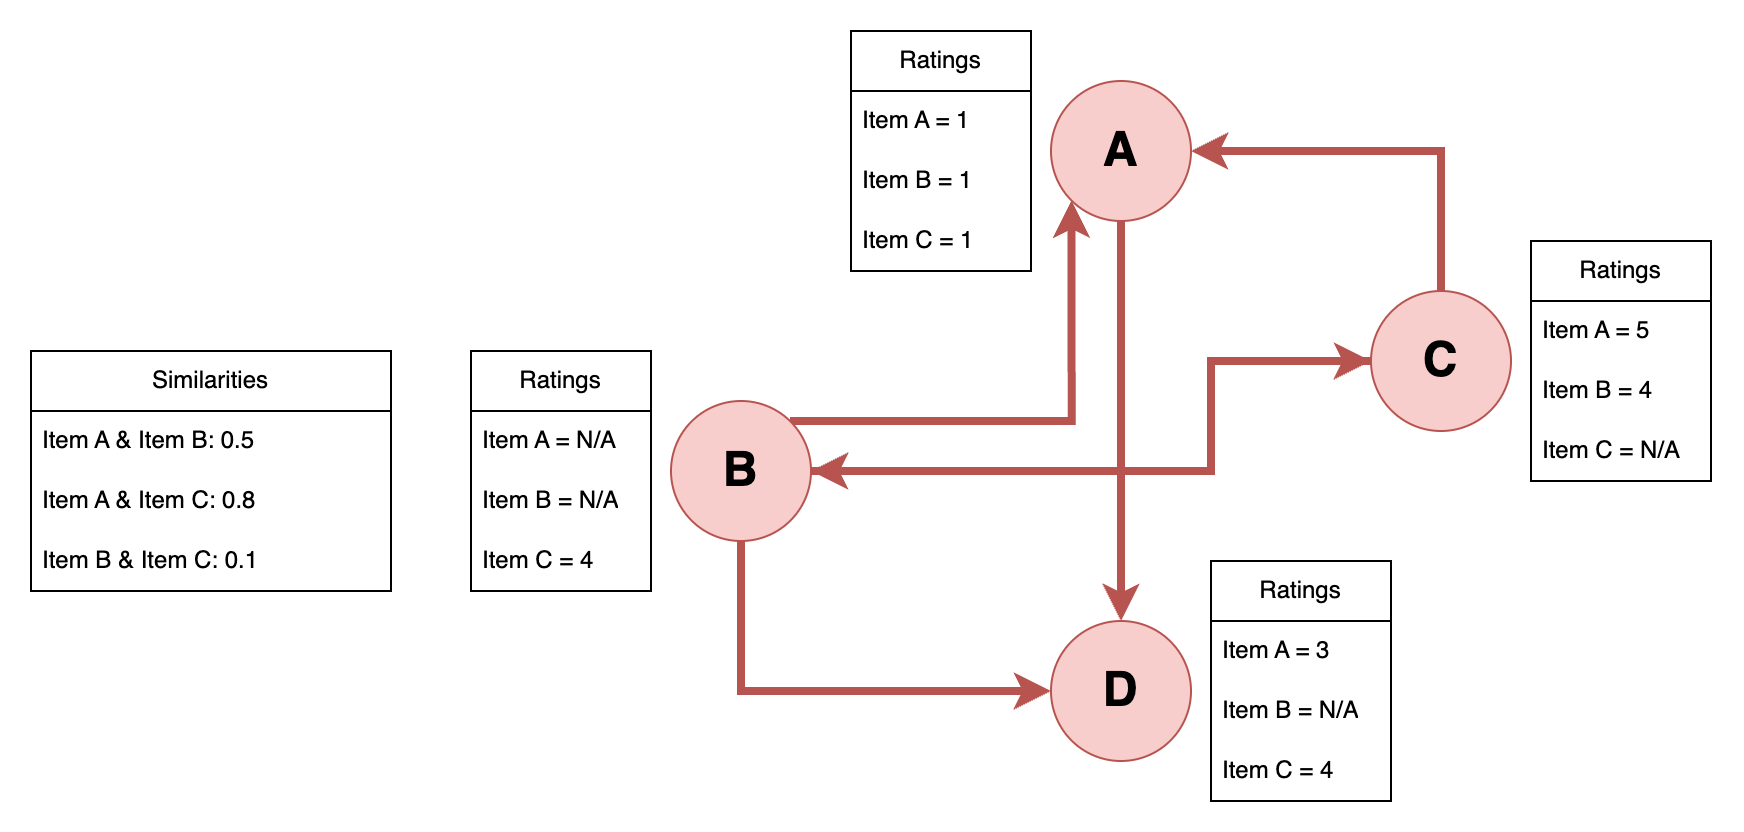 Ratings
Item A = 1
Item B = 1
Item C = 1
A
Ratings
Item A = 5
Item B = 4
Item C = N/A
C
Similarities
Item A & Item B: 0.5
Item A & Item C: 0.8
Item B & Item C: 0.1
Ratings
Item A = N/A
Item B = N/A
Item C = 4
B
D
Ratings
Item A = 3
Item B = N/A
Item C = 4